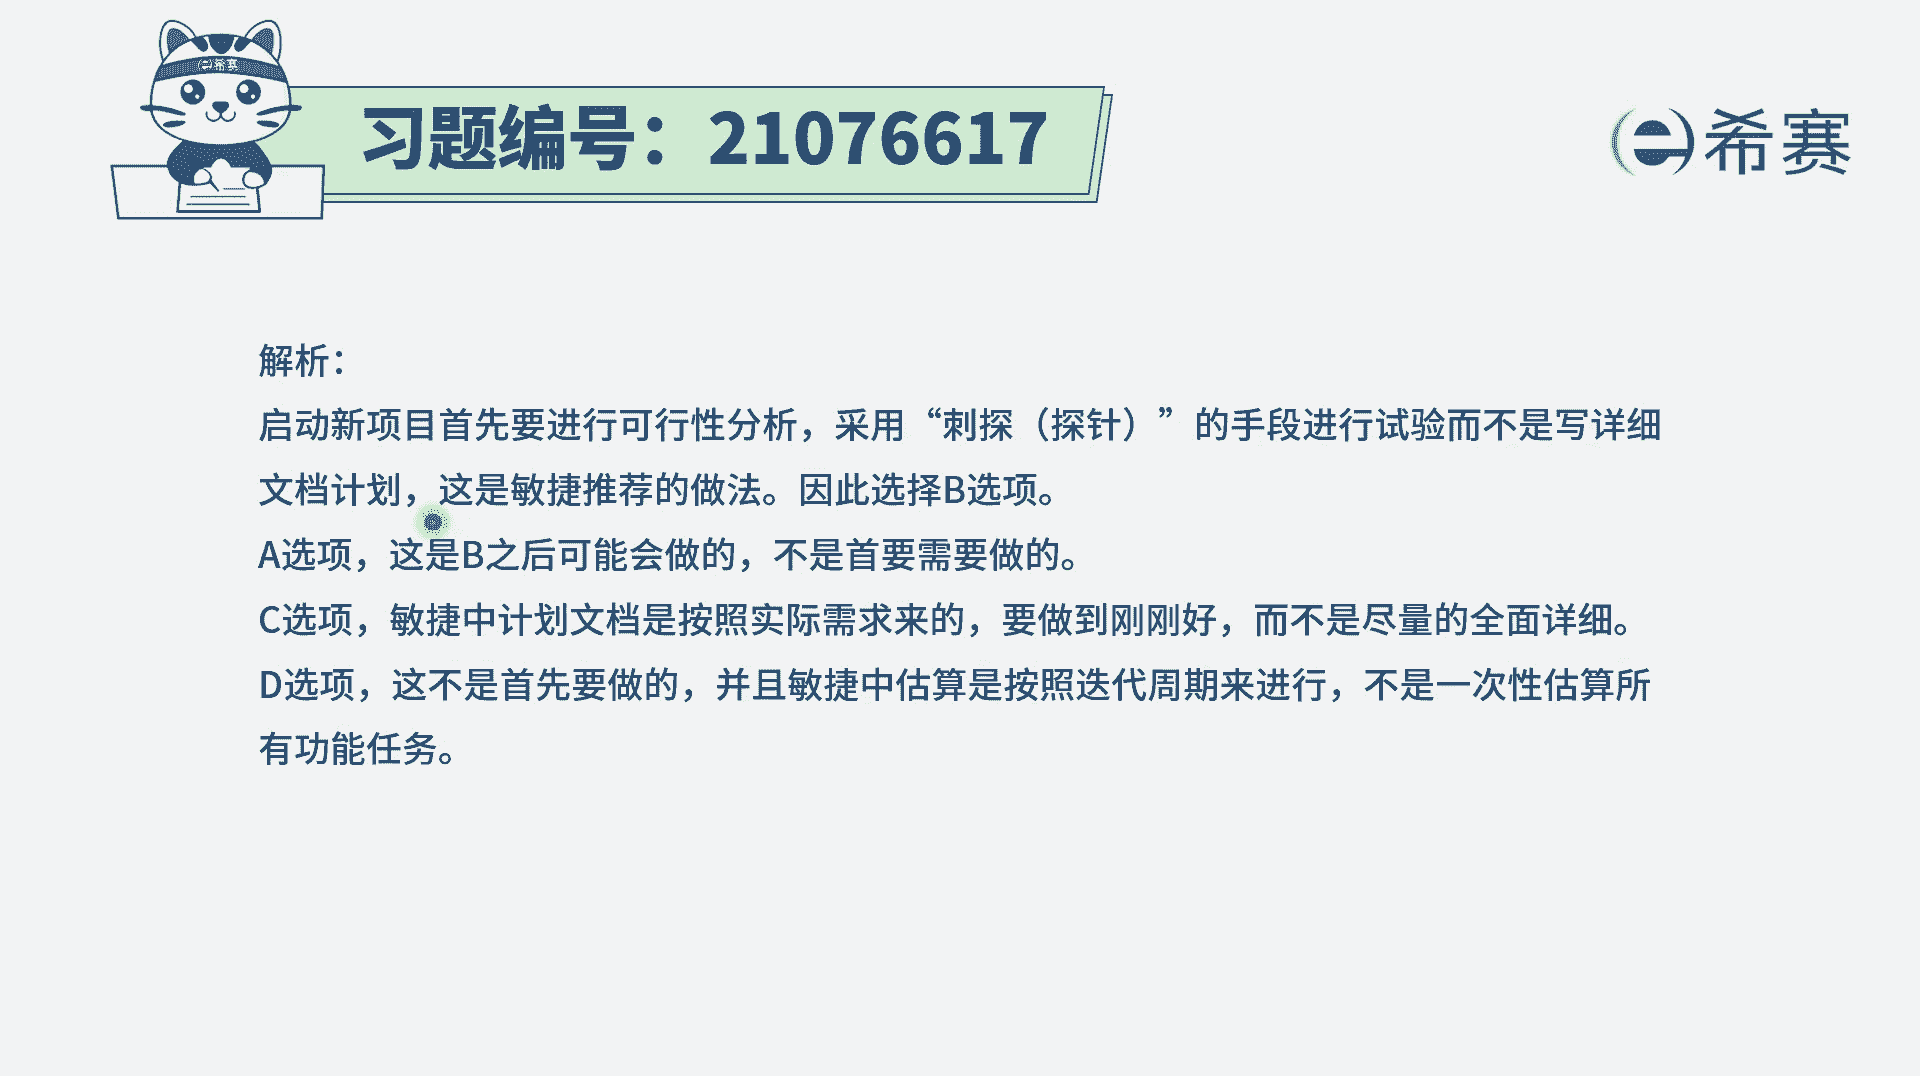 希赛
习题编号：21076617
希赛
解析：
启动新项目首先要进行可行性分析，采用“刺探（探针）”的手段进行试验而不是写详细
文档计划，这是敏捷推荐的做法。因此选择B选项。
A选项，这是B之后可能会做的，不是首要需要做的。
C选项，敏捷中计划文档是按照实际需求来的，要做到刚刚好，而不是尽量的全面详细。
D选项，这不是首先要做的，并且敏捷中估算是按照迭代周期来进行，不是一次性估算所
有功能任务。